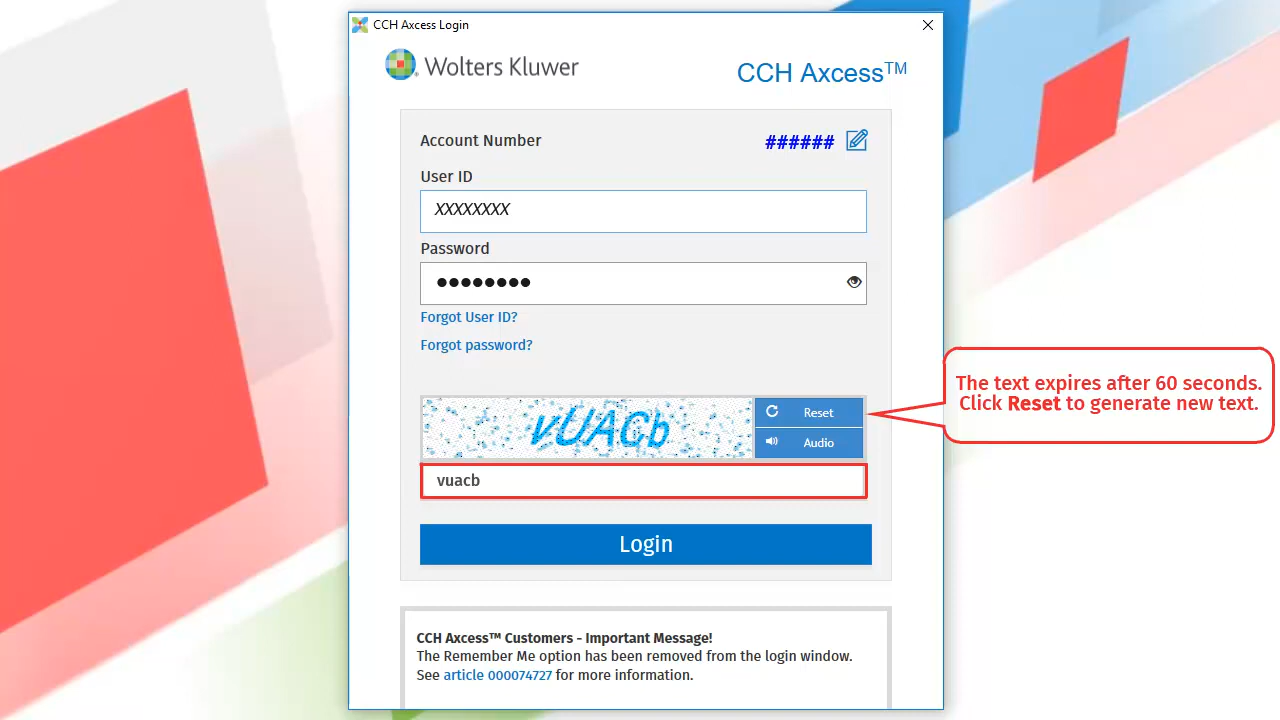 CCH Axcess Login
Wolters Kluwer
CCH Axcess™
Account Number ######
User ID
XXXXXXXX
Password
●●●●●●●●
Forgot User ID?
Forgot password?
vUACb
Reset
Audio
vuacb
The text expires after 60 seconds.
Click Reset to generate new text.
Login
CCH Axcess™ Customers - Important Message!
The Remember Me option has been removed from the login window.
See article 000074727 for more information.